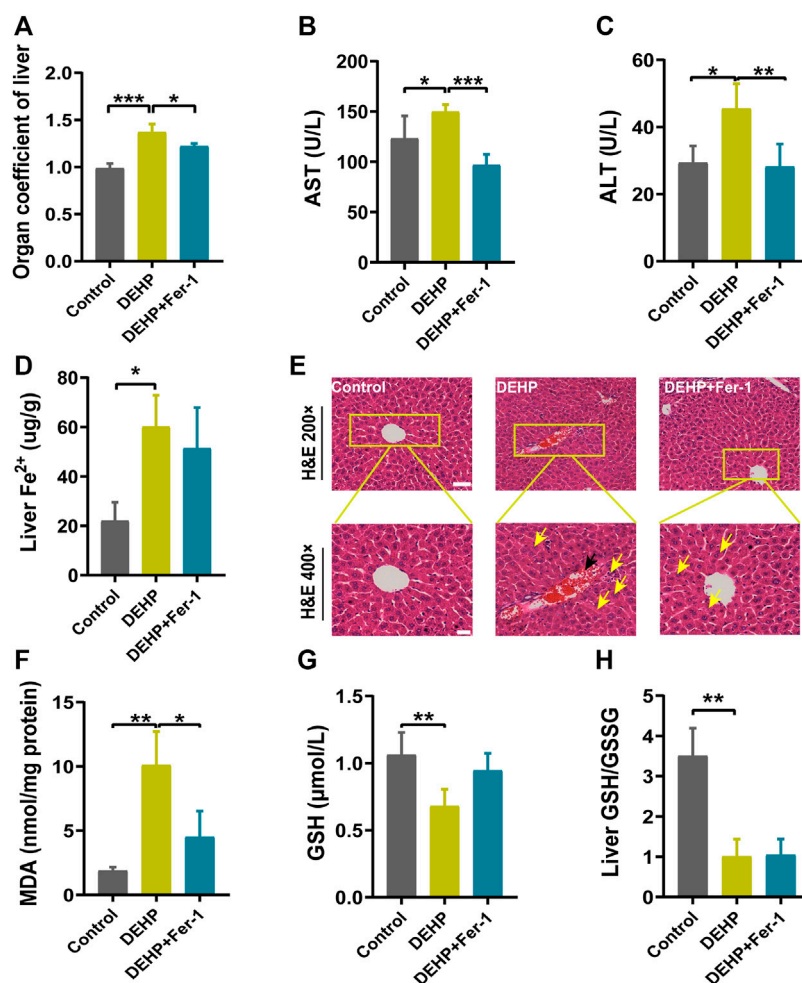 A
Organ coefficient of liver
2.0
1.5
1.0
0.5
0.0
***
*
Control
DEHP
DEHP+Fer-1
B
AST (U/L)
200
150
100
50
0
*
***
Control
DEHP
DEHP+Fer-1
C
ALT (U/L)
60
40
20
0
*
**
Control
DEHP
DEHP+Fer-1
D
Liver Fe²⁺ (ug/g)
80
60
40
20
0
*
Control
DEHP
DEHP+Fer-1
E
Control
DEHP
DEHP+Fer-1
H&E 200×
H&E 400×
F
MDA (nmol/mg protein)
15
10
5
0
**
*
Control
DEHP
DEHP+Fer-1
G
GSH (μmol/L)
1.5
1.0
0.5
0.0
**
Control
DEHP
DEHP+Fer-1
H
Liver GSH/GSSG
5
4
3
2
1
0
**
Control
DEHP
DEHP+Fer-1